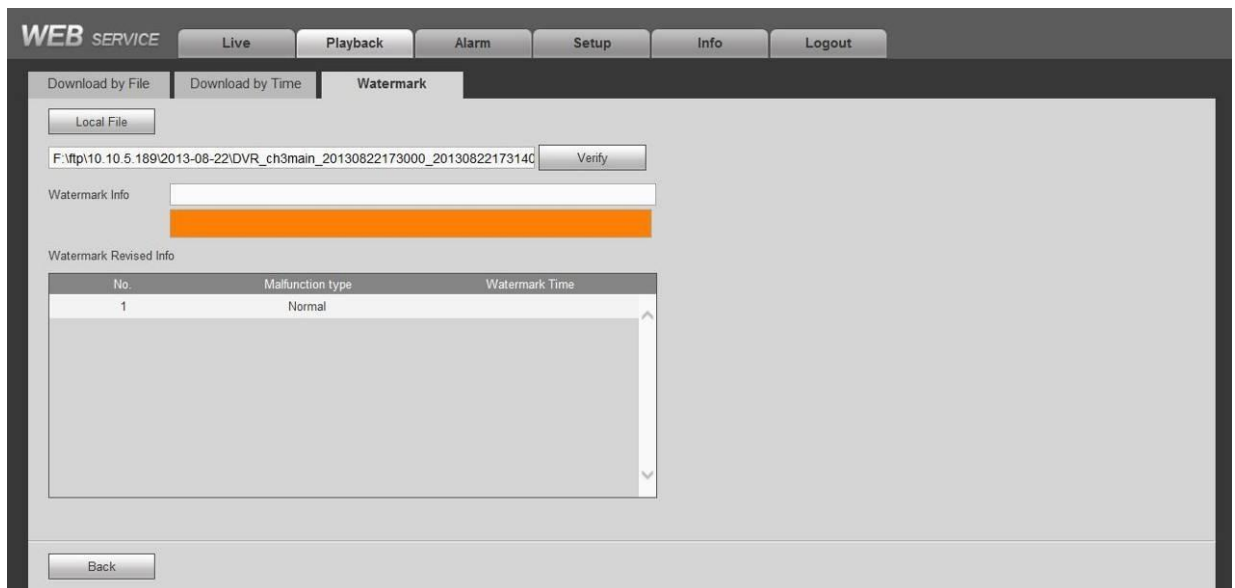 WEB SERVICE Live Playback Alarm Setup Info Logout
Download by File Download by Time Watermark
Local File
F:\ftp\10.10.5.189\2013-08-22\DVR_ch3main_20130822173000_20130822173140 Verify
Watermark Info
Watermark Revised Info
No. Malfunction type Watermark Time
1 Normal
Back